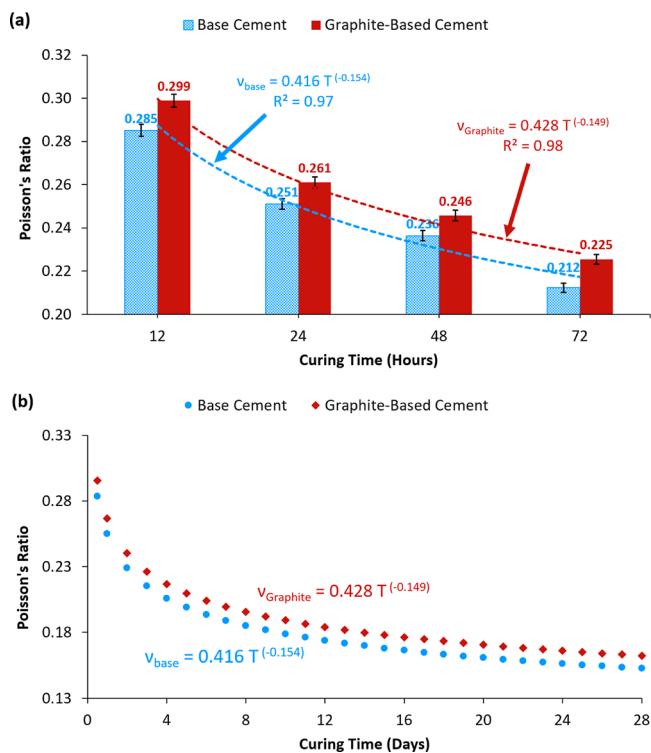 (a)
Base Cement Graphite-Based Cement
0.32
0.30
0.28
0.26
0.24
0.22
0.20
Poisson's Ratio
0.285
0.299
0.251
0.261
0.236
0.246
0.212
0.225
ν_base = 0.416 T^(-0.154)
R² = 0.97
ν_Graphite = 0.428 T^(-0.149)
R² = 0.98
12 24 48 72
Curing Time (Hours)
(b)
Base Cement Graphite-Based Cement
0.33
0.28
0.23
0.18
0.13
Poisson's Ratio
ν_Graphite = 0.428 T^(-0.149)
ν_base = 0.416 T^(-0.154)
0 4 8 12 16 20 24 28
Curing Time (Days)